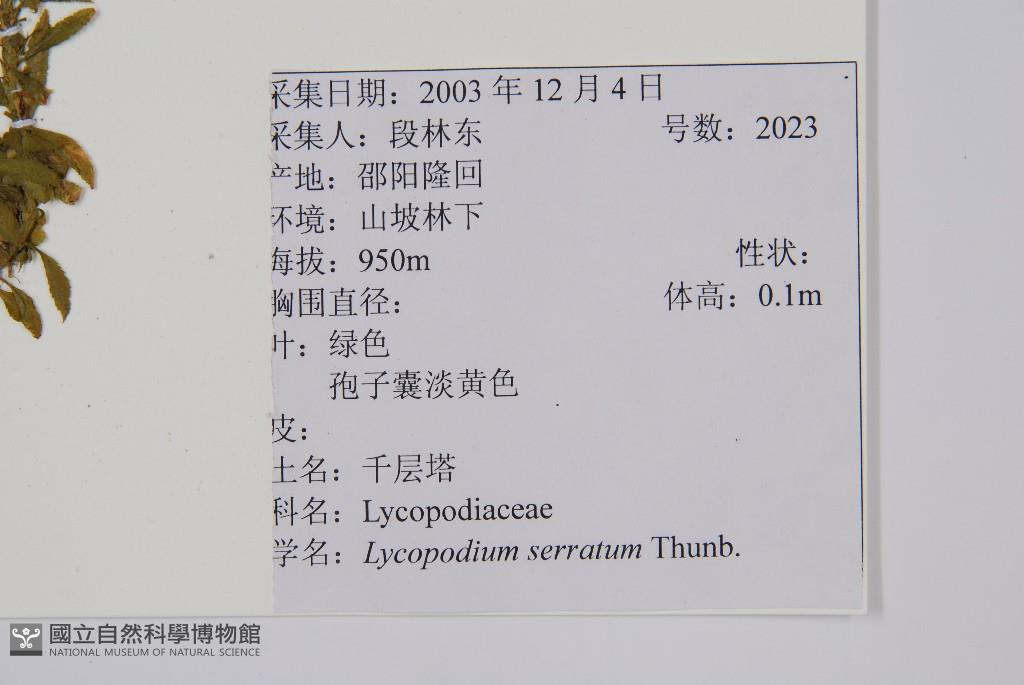 采集日期：2003 年 12 月 4 日
采集人：段林东 号数：2023
产地：邵阳隆回
环境：山坡林下
海拔：950m 性状：
胸围直径： 体高：0.1m
叶：绿色
孢子囊淡黄色
皮：
土名：千层塔
科名：Lycopodiaceae
学名：Lycopodium serratum Thunb.
國立自然科學博物館
NATIONAL MUSEUM OF NATURAL SCIENCE